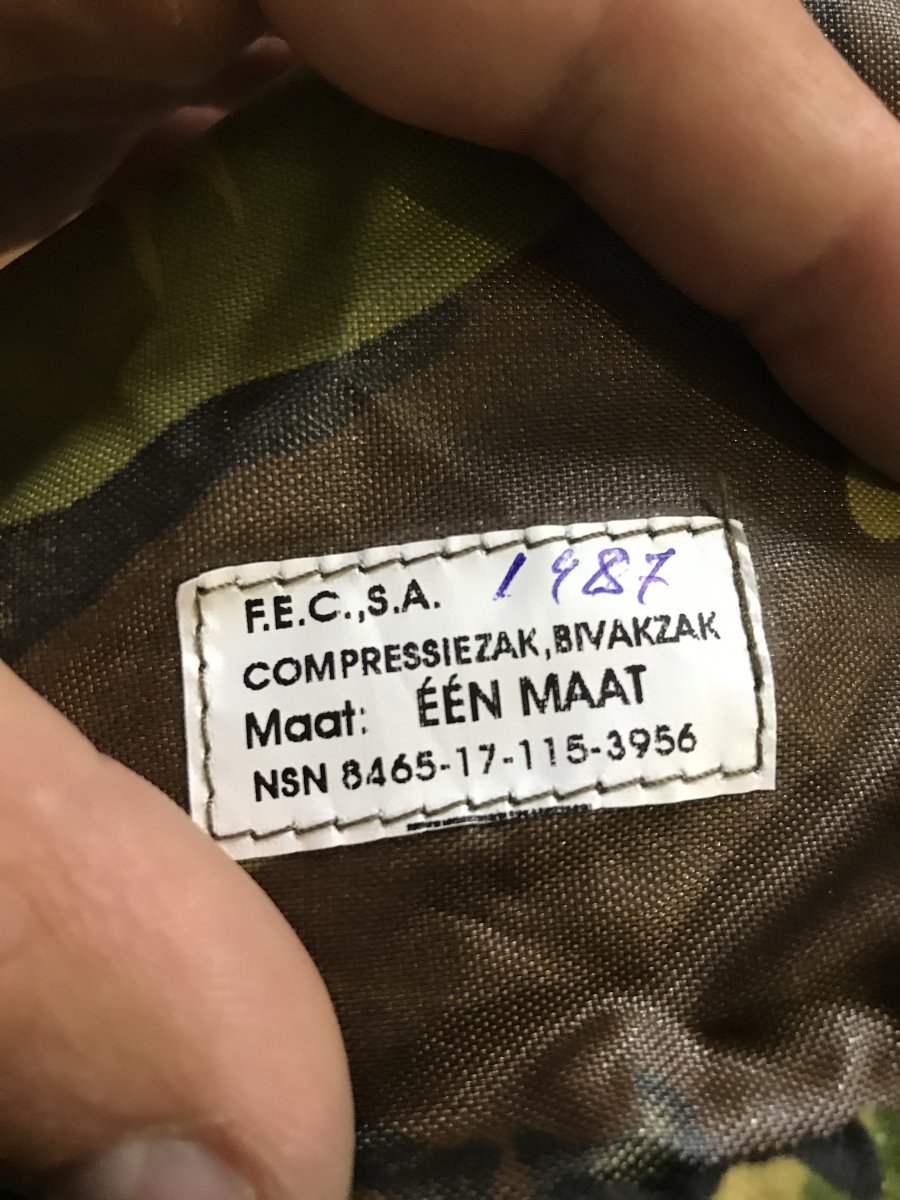 F.E.C.,S.A. 1987
COMPRESSIEZAK,BIVAKZAK
Maat: ÉÉN MAAT
NSN 8465-17-115-3956